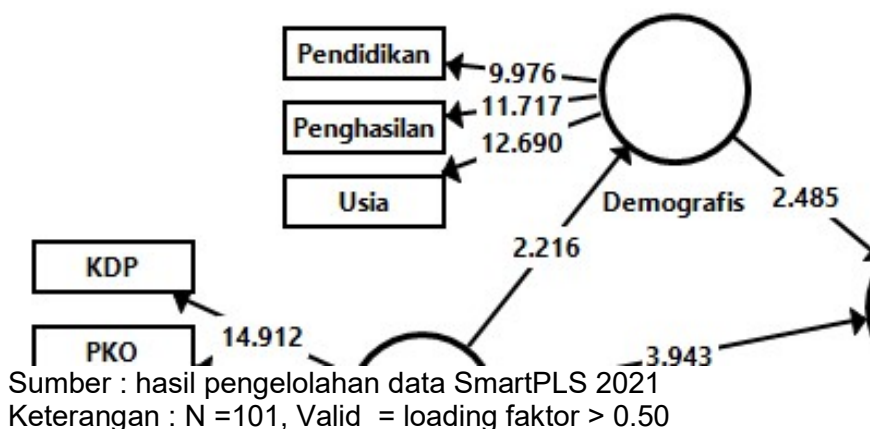 Pendidikan
9.976
Penghasilan
11.717
12.690
Usia
Demografis
2.485
2.216
KDP
14.912
PKO
3.943
Sumber : hasil pengelolahan data SmartPLS 2021
Keterangan : N =101, Valid = loading faktor > 0.50